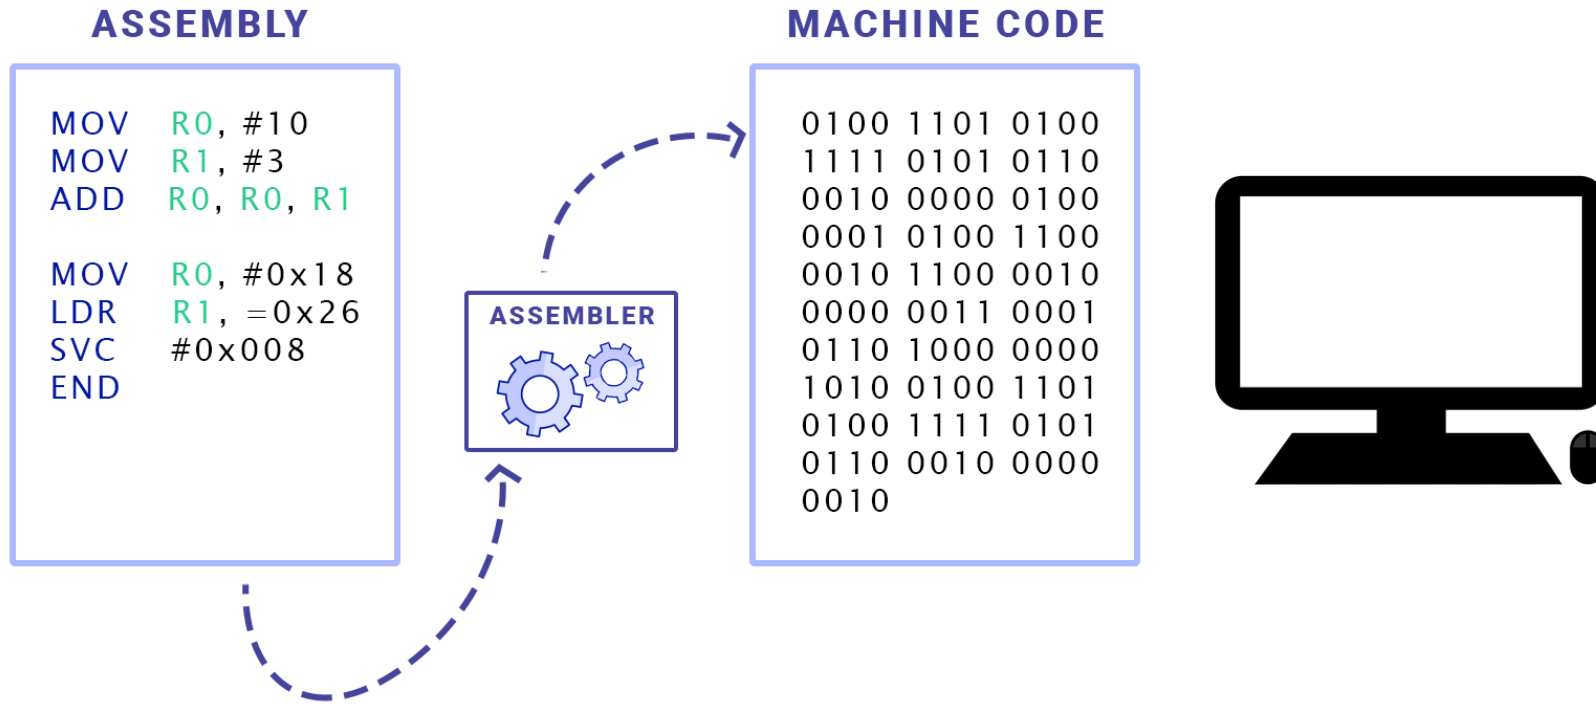 ASSEMBLY
MOV R0, #10
MOV R1, #3
ADD R0, R0, R1
MOV R0, #0x18
LDR R1, =0x26
SVC #0x008
END
ASSEMBLER
MACHINE CODE
0100 1101 0100
1111 0101 0110
0010 0000 0100
0001 0100 1100
0010 1100 0010
0000 0011 0001
0110 1000 0000
1010 0100 1101
0100 1111 0101
0110 0010 0000
0010